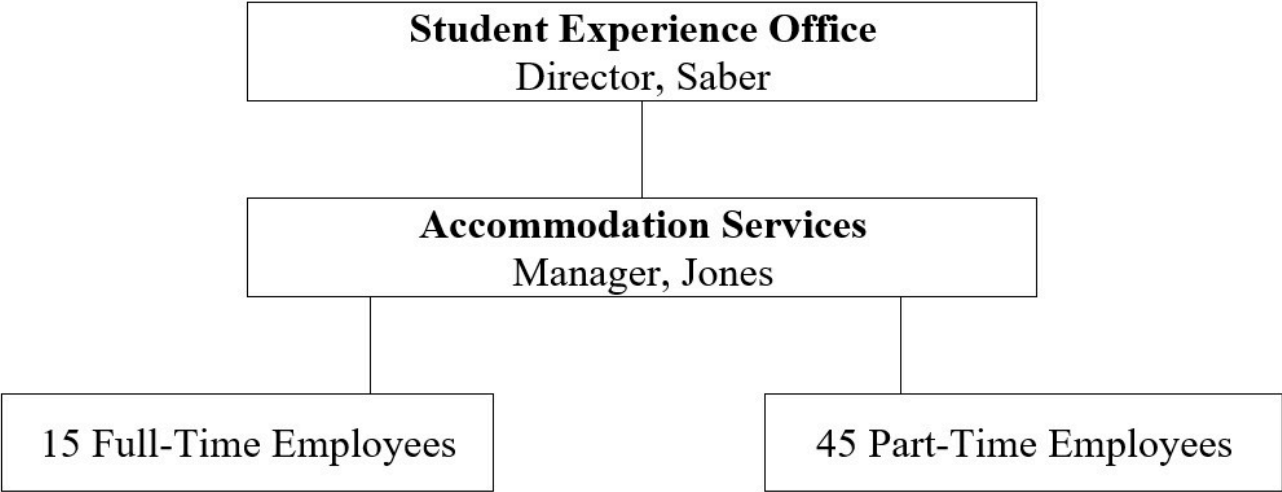 Student Experience Office
Director, Saber
Accommodation Services
Manager, Jones
15 Full-Time Employees
45 Part-Time Employees